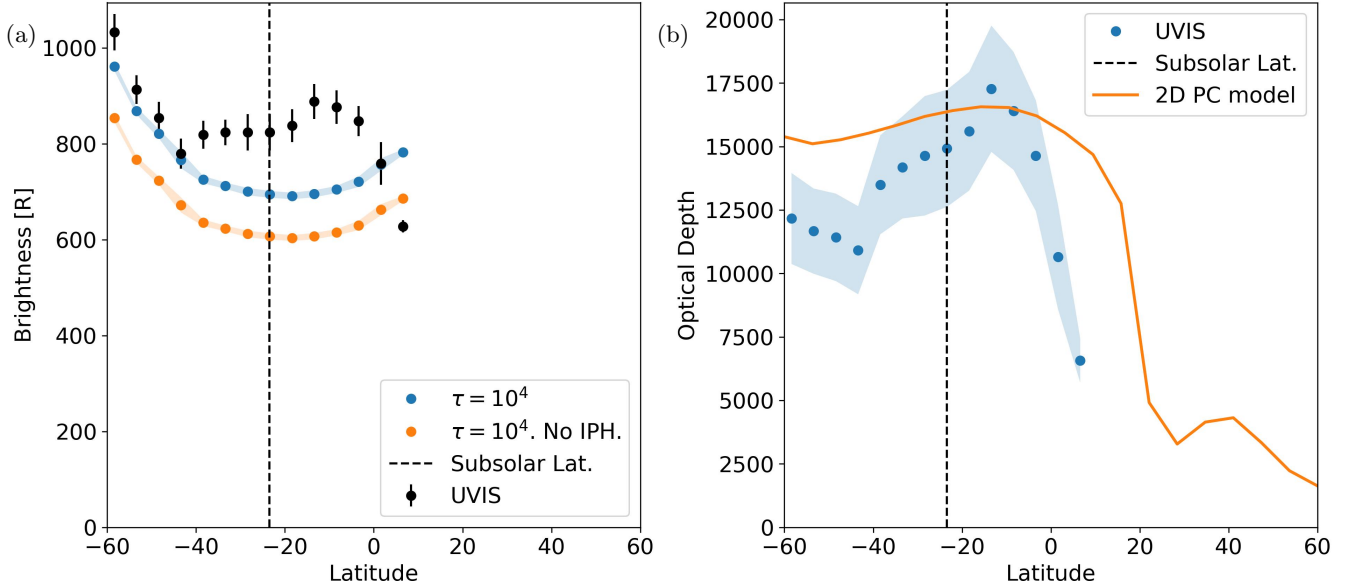 (a)
Brightness [R]
1000
800
600
400
200
0
−60
−40
−20
0
20
40
60
Latitude
τ = 10⁴
τ = 10⁴. No IPH.
Subsolar Lat.
UVIS
(b)
Optical Depth
20000
17500
15000
12500
10000
7500
5000
2500
0
−60
−40
−20
0
20
40
60
Latitude
UVIS
Subsolar Lat.
2D PC model